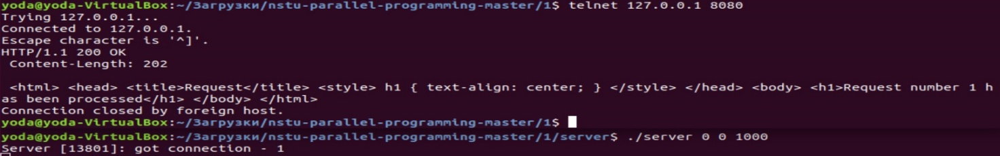 yoda@yoda-VirtualBox:~/Загрузки/nstu-parallel-programming-master/1$ telnet 127.0.0.1 8080
Trying 127.0.0.1...
Connected to 127.0.0.1.
Escape character is '^]'.
HTTP/1.1 200 OK
 Content-Length: 202

 <html> <head> <title>Request</title> <style> h1 { text-align: center; } </style> </head> <body> <h1>Request number 1 h
as been processed</h1> </body> </html>
Connection closed by foreign host.
yoda@yoda-VirtualBox:~/Загрузки/nstu-parallel-programming-master/1$
yoda@yoda-VirtualBox:~/Загрузки/nstu-parallel-programming-master/1/server$ ./server 0 0 1000
Server [13801]: got connection - 1